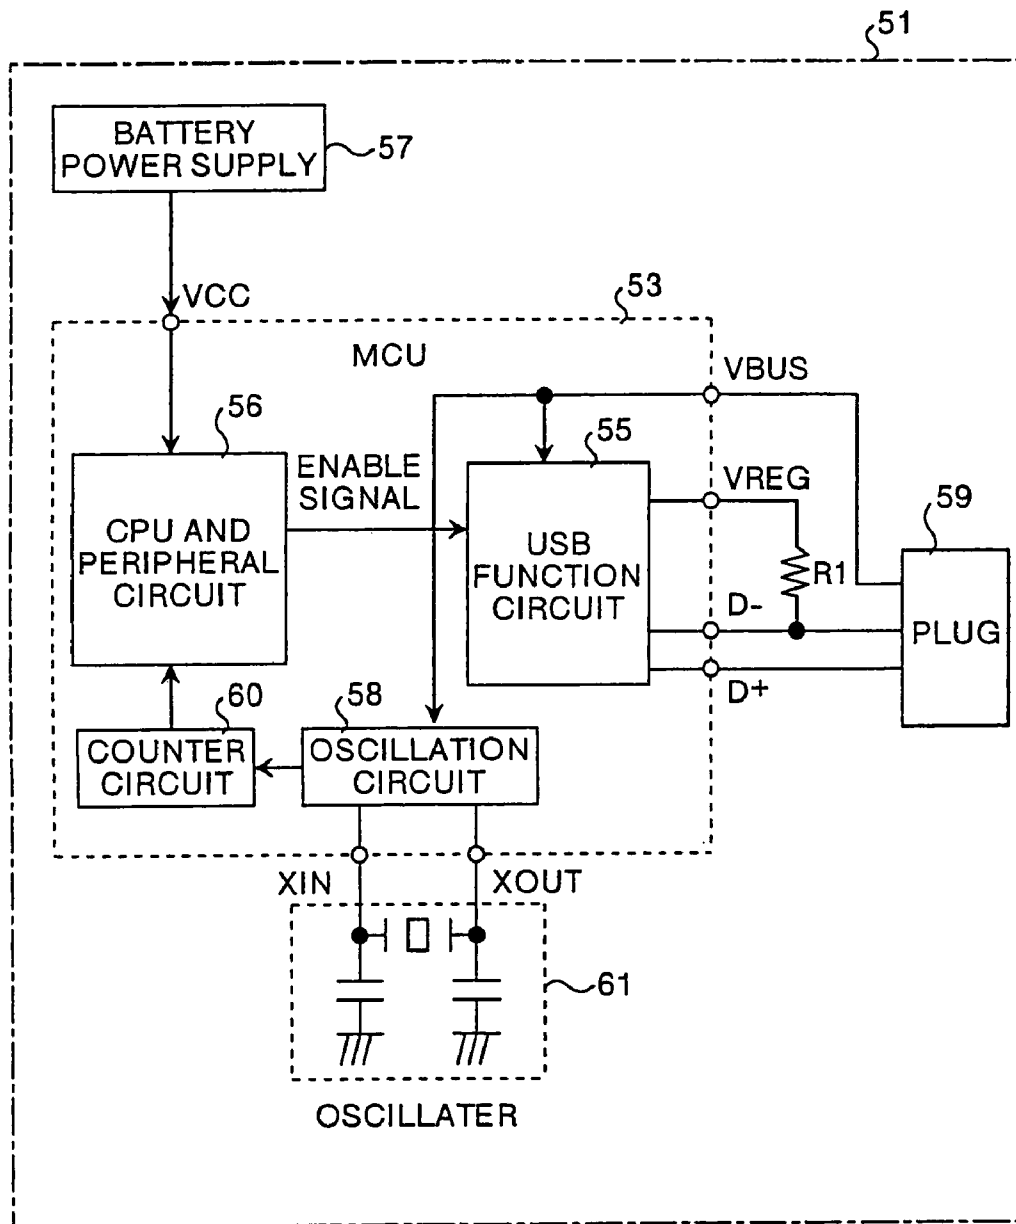 51
BATTERY
POWER SUPPLY
57
VCC
53
MCU
VBUS
56
55
ENABLE
SIGNAL
VREG
59
CPU AND
PERIPHERAL
CIRCUIT
USB
FUNCTION
CIRCUIT
R1
D-
PLUG
D+
60
58
COUNTER
CIRCUIT
OSCILLATION
CIRCUIT
XIN
XOUT
61
OSCILLATER